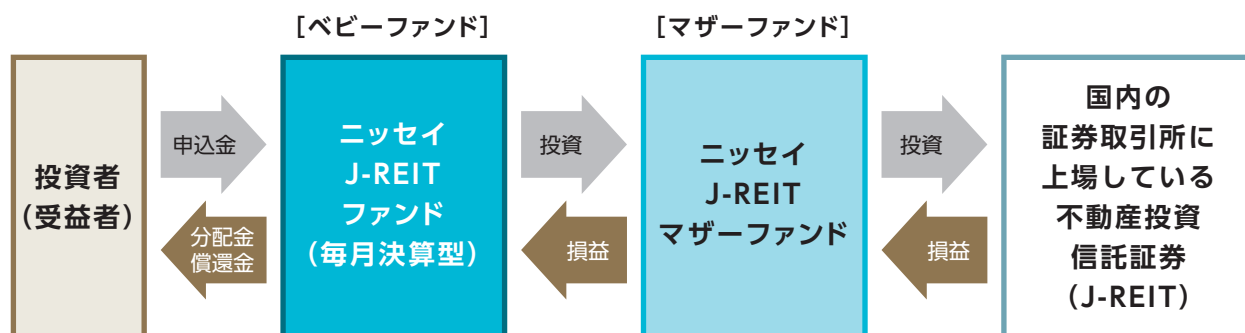 ［ベビーファンド］
［マザーファンド］
投資者
（受益者）
申込金
分配金
償還金
ニッセイ
J-REIT
ファンド
（毎月決算型）
投資
損益
ニッセイ
J-REIT
マザーファンド
投資
損益
国内の
証券取引所に
上場している
不動産投資
信託証券
（J-REIT）